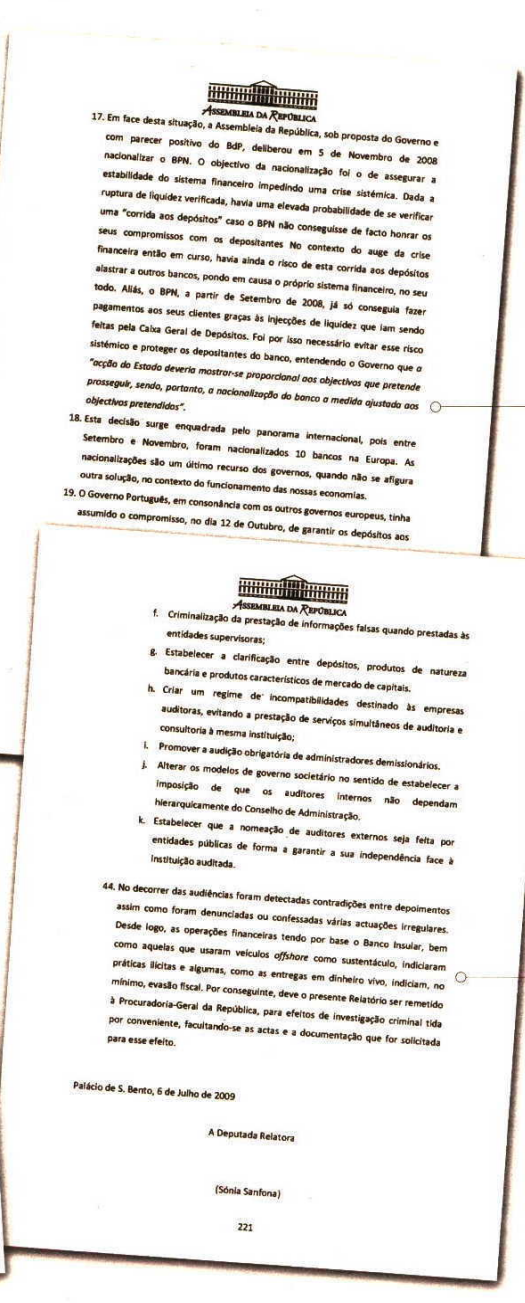 ASSEMBLEIA DA REPÚBLICA
17. Em face desta situação, a Assembleia da República, sob proposta do Governo e
com parecer positivo do BdP, deliberou em 5 de Novembro de 2008
nacionalizar o BPN. O objectivo da nacionalização foi o de assegurar a
estabilidade do sistema financeiro impedindo uma crise sistémica. Dada a
ruptura de liquidez verificada, havia uma elevada probabilidade de se verificar
uma "corrida aos depósitos" caso o BPN não conseguisse de facto honrar os
seus compromissos com os depositantes No contexto do auge da crise
financeira então em curso, havia ainda o risco de esta corrida aos depósitos
alastrar a outros bancos, pondo em causa o próprio sistema financeiro, no seu
todo. Aliás, o BPN, a partir de Setembro de 2008, já só conseguia fazer
pagamentos aos seus clientes graças às injecções de liquidez que iam sendo
feitas pela Caixa Geral de Depósitos. Foi por isso necessário evitar esse risco
sistémico e proteger os depositantes do banco, entendendo o Governo que a
"acção do Estado deveria mostrar-se proporcional aos objectivos que pretende
prosseguir, sendo, portanto, a nacionalização do banco a medida ajustada aos
objectivos pretendidos".
18. Esta decisão surge enquadrada pelo panorama internacional, pois entre
Setembro e Novembro, foram nacionalizados 10 bancos na Europa. As
nacionalizações são um último recurso dos governos, quando não se afigura
outra solução, no contexto do funcionamento das nossas economias.
19. O Governo Português, em consonância com os outros governos europeus, tinha
assumido o compromisso, no dia 12 de Outubro, de garantir os depósitos aos
ASSEMBLEIA DA REPÚBLICA
f. Criminalização da prestação de informações falsas quando prestadas às
entidades supervisoras;
g. Estabelecer a clarificação entre depósitos, produtos de natureza
bancária e produtos característicos de mercado de capitais.
h. Criar um regime de incompatibilidades destinado às empresas
auditoras, evitando a prestação de serviços simultâneos de auditoria e
consultoria à mesma instituição;
i. Promover a audição obrigatória de administradores demissionários.
j. Alterar os modelos de governo societário no sentido de estabelecer a
imposição de que os auditores internos não dependam
hierarquicamente do Conselho de Administração.
k. Estabelecer que a nomeação de auditores externos seja feita por
entidades públicas de forma a garantir a sua independência face à
instituição auditada.
44. No decorrer das audiências foram detectadas contradições entre depoimentos
assim como foram denunciadas ou confessadas várias actuações irregulares.
Desde logo, as operações financeiras tendo por base o Banco Insular, bem
como aquelas que usaram veículos offshore como sustentáculo, indiciaram
práticas ilícitas e algumas, como as entregas em dinheiro vivo, indiciam, no
mínimo, evasão fiscal. Por conseguinte, deve o presente Relatório ser remetido
à Procuradoria-Geral da República, para efeitos de investigação criminal tida
por conveniente, facultando-se as actas e a documentação que for solicitada
para esse efeito.
Palácio de S. Bento, 6 de Julho de 2009
A Deputada Relatora
(Sónia Sanfona)
221